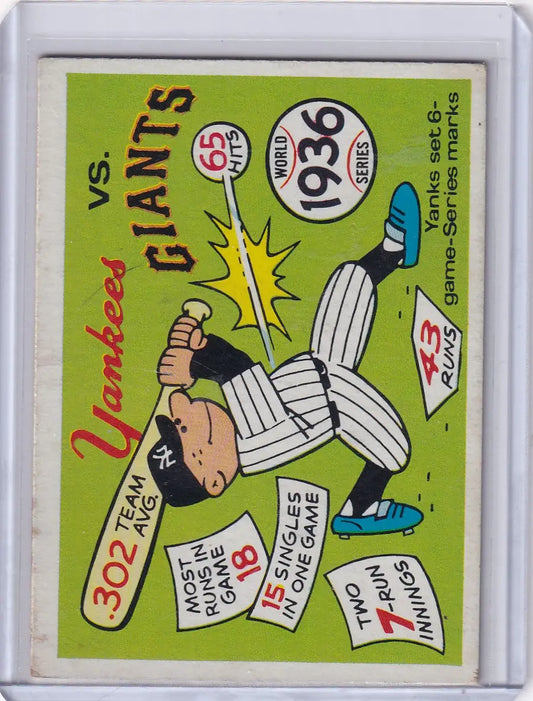 Yankees vs.
GIANTS
.302 TEAM
AVG.
65
HITS
WORLD
1936
SERIES
NY
MOST
RUNS IN
GAME
18
15 SINGLES
IN ONE GAME
TWO
7-RUN
INNINGS
43
RUNS
Yanks set 6-
game-Series marks